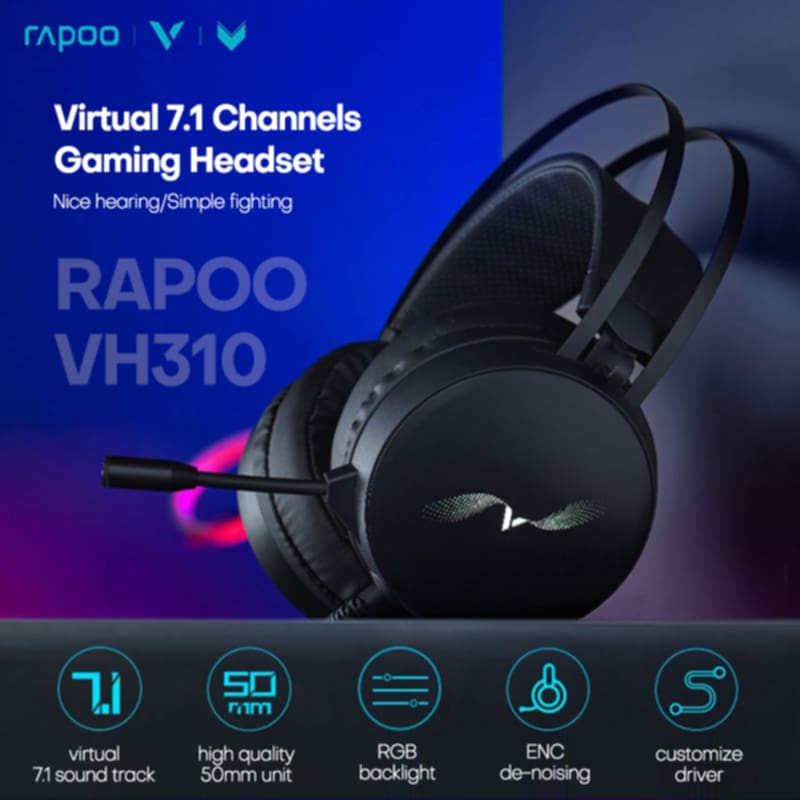 rapoo
Virtual 7.1 Channels
Gaming Headset
Nice hearing/Simple fighting
RAPOO
VH310
7.1
50
mm
virtual
7.1 sound track
high quality
50mm unit
RGB
backlight
ENC
de-noising
customize
driver